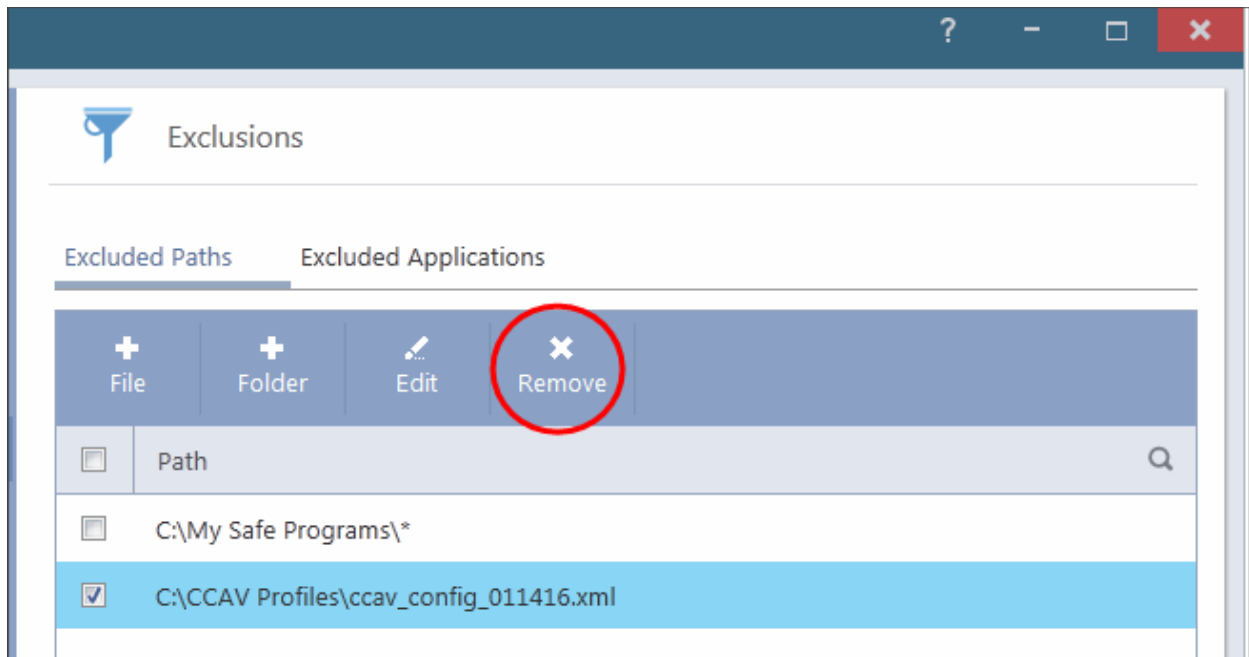 ?
Exclusions
Excluded Paths Excluded Applications
File Folder Edit Remove
Path
C:\My Safe Programs\*
C:\CCAV Profiles\ccav_config_011416.xml